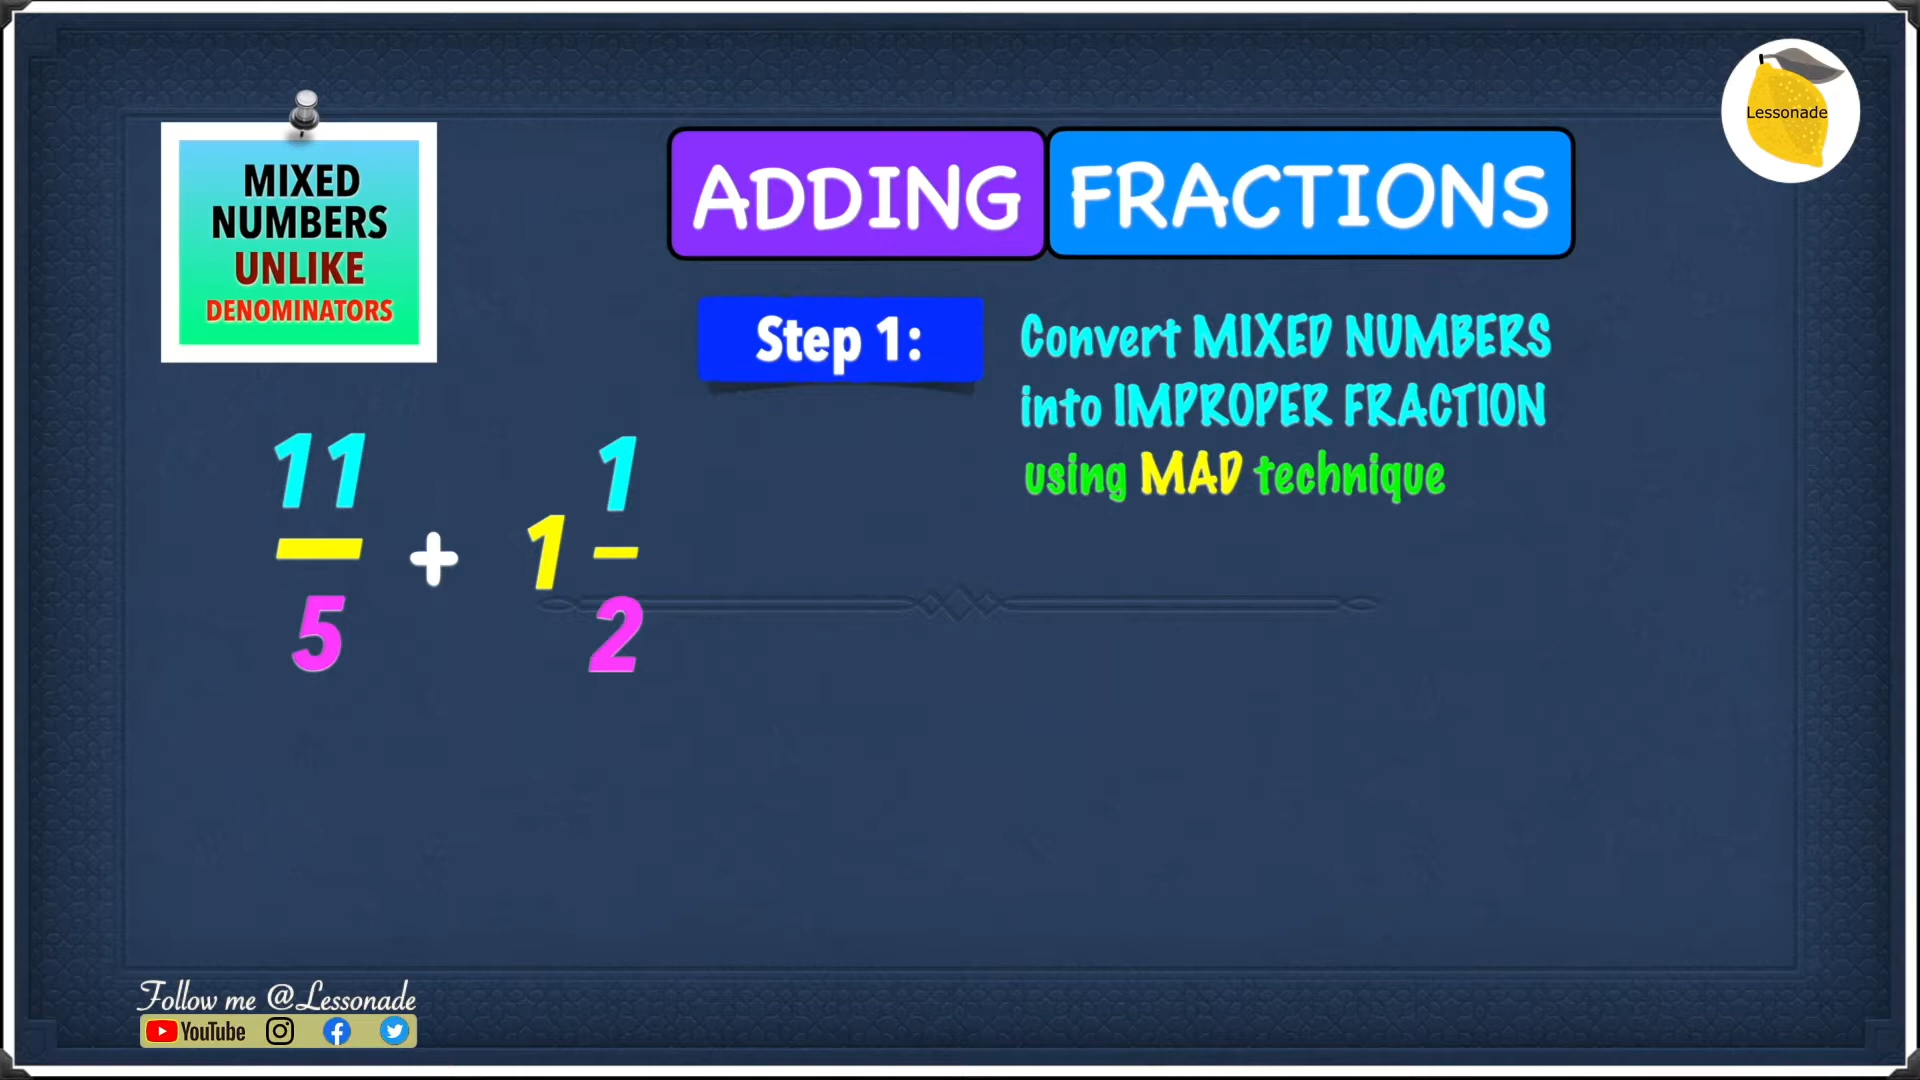 Lessonade
MIXED
NUMBERS
UNLIKE
DENOMINATORS
ADDING FRACTIONS
Step 1:
Convert MIXED NUMBERS
into IMPROPER FRACTION
using MAD technique
11/5 + 1 1/2
Follow me @Lessonade
YouTube